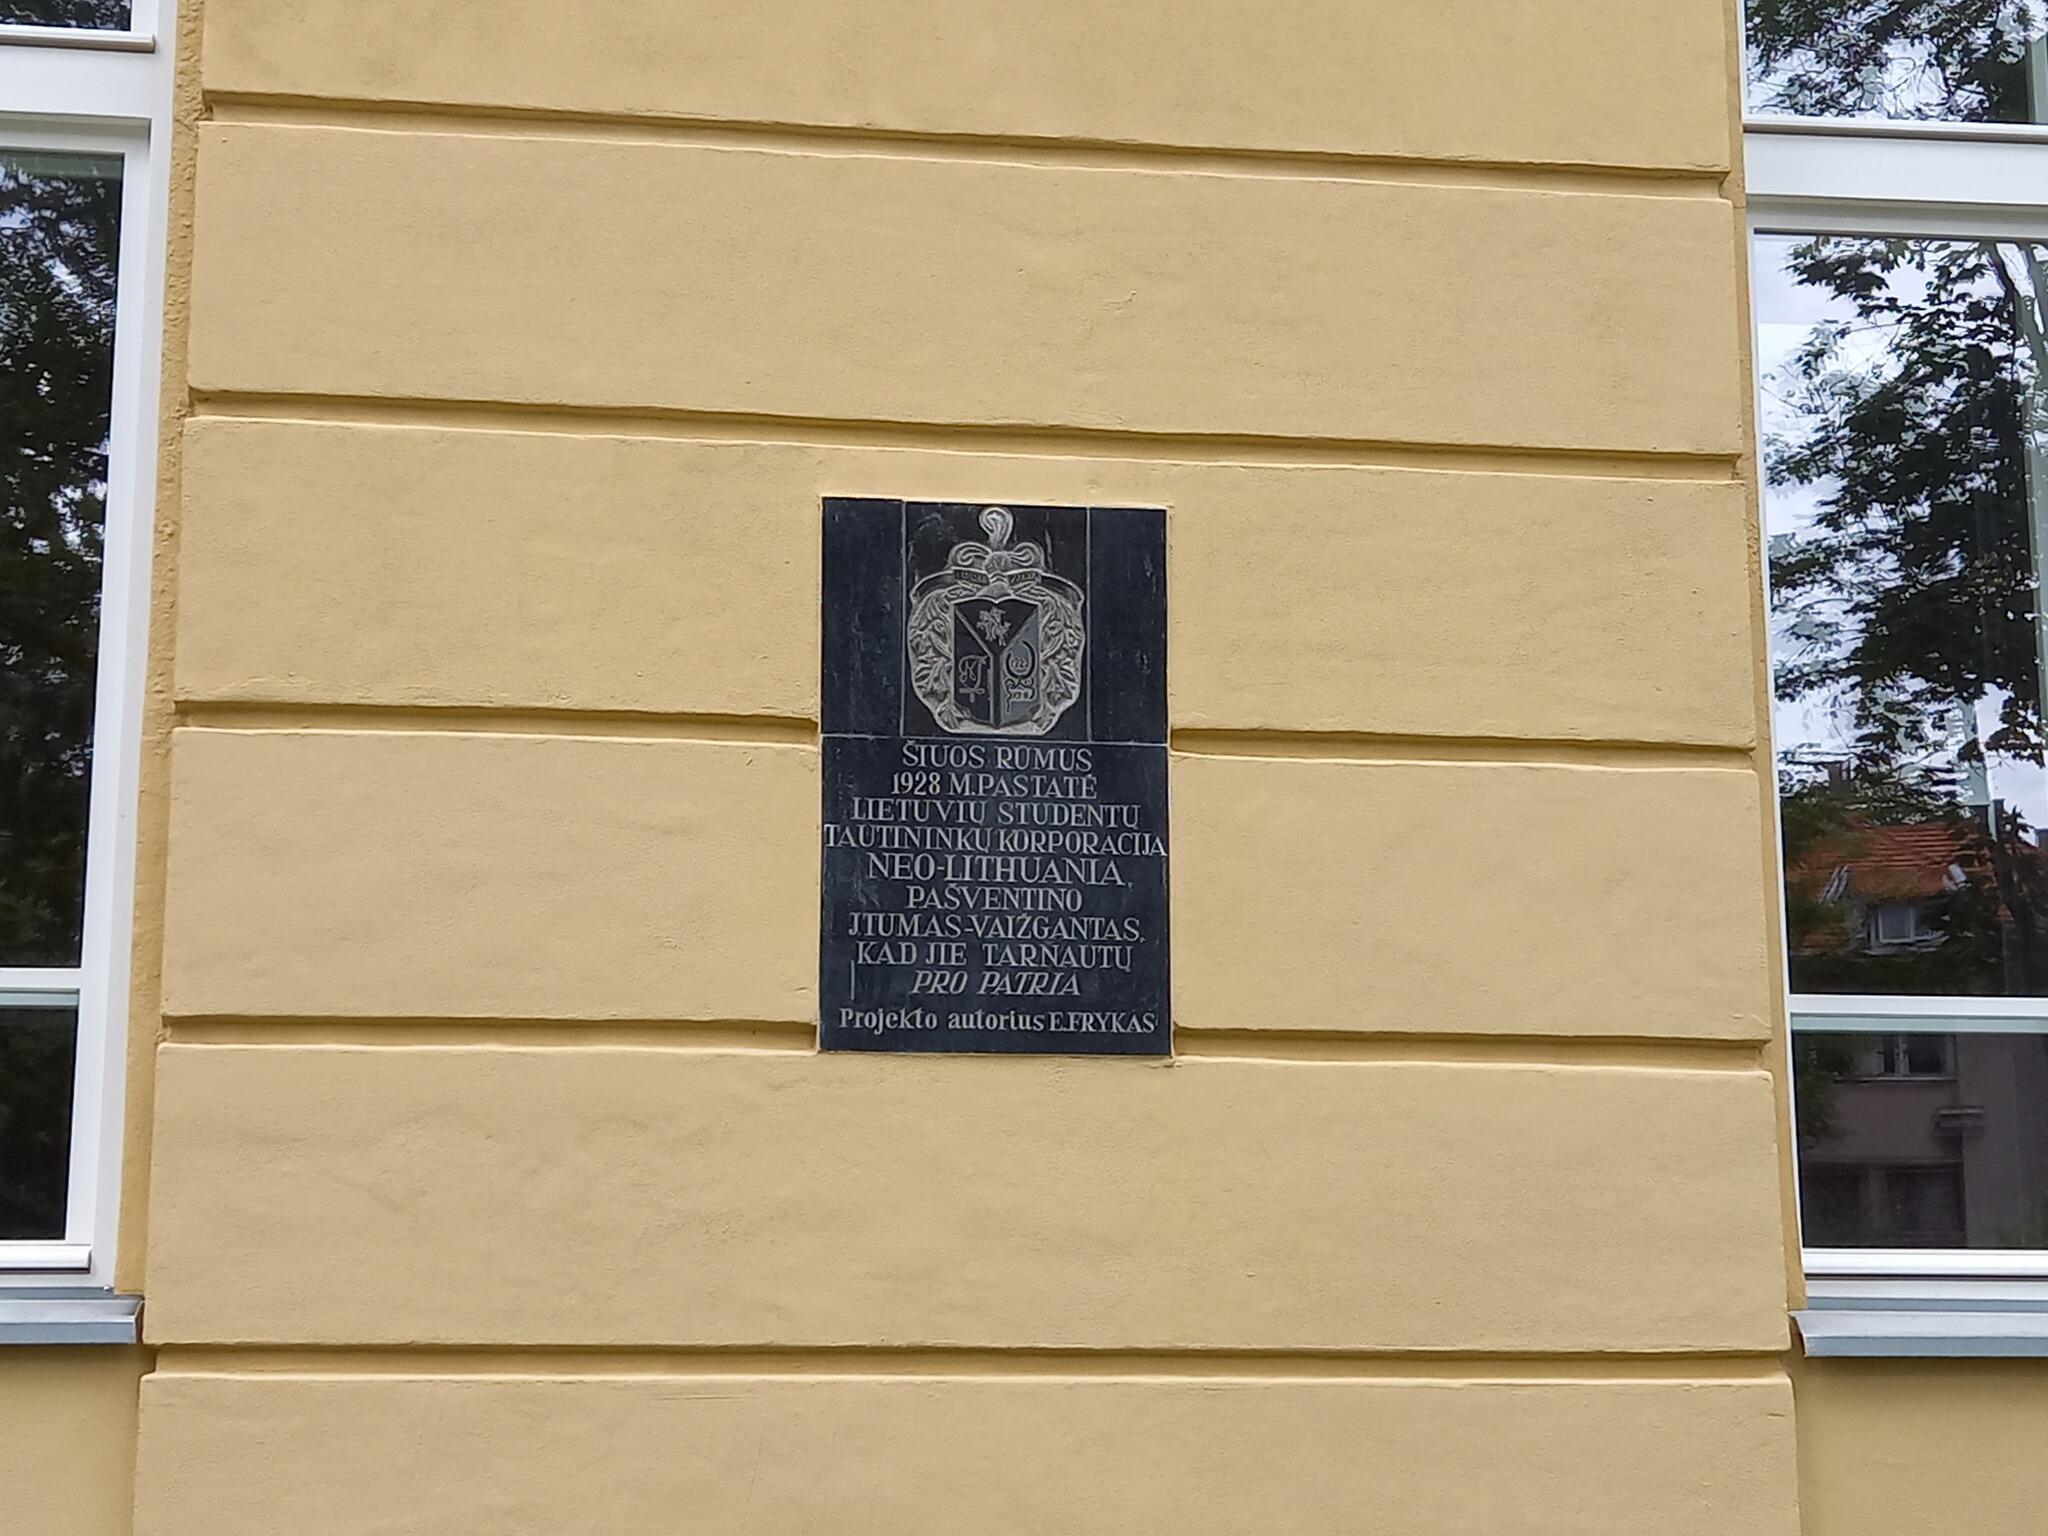 ŠIUOS RŪMUS
1928 M. PASTATĖ
LIETUVIŲ STUDENTŲ
TAUTININKŲ KORPORACIJA
NEO-LITHUANIA,
PAŠVENTINO
J.TUMAS-VAIŽGANTAS,
KAD JIE TARNAUTŲ
PRO PATRIA
Projekto autorius E.FRYKAS